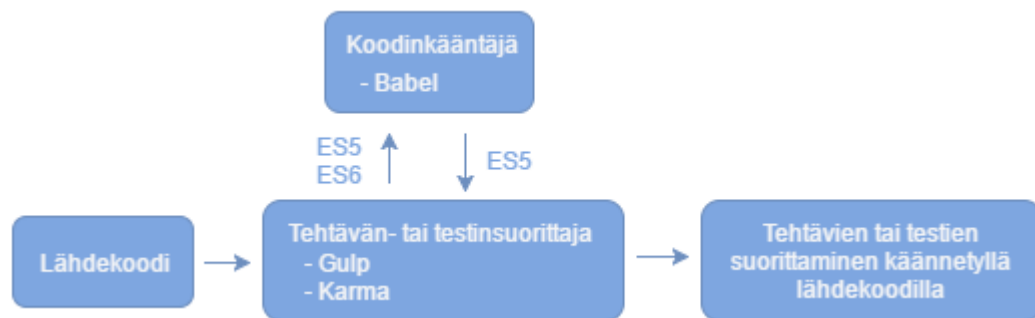 Koodinkääntäjä
- Babel
ES5
ES6
ES5
Lähdekoodi
Tehtävän- tai testinsuorittaja
- Gulp
- Karma
Tehtävien tai testien
suorittaminen käännetyllä
lähdekoodilla